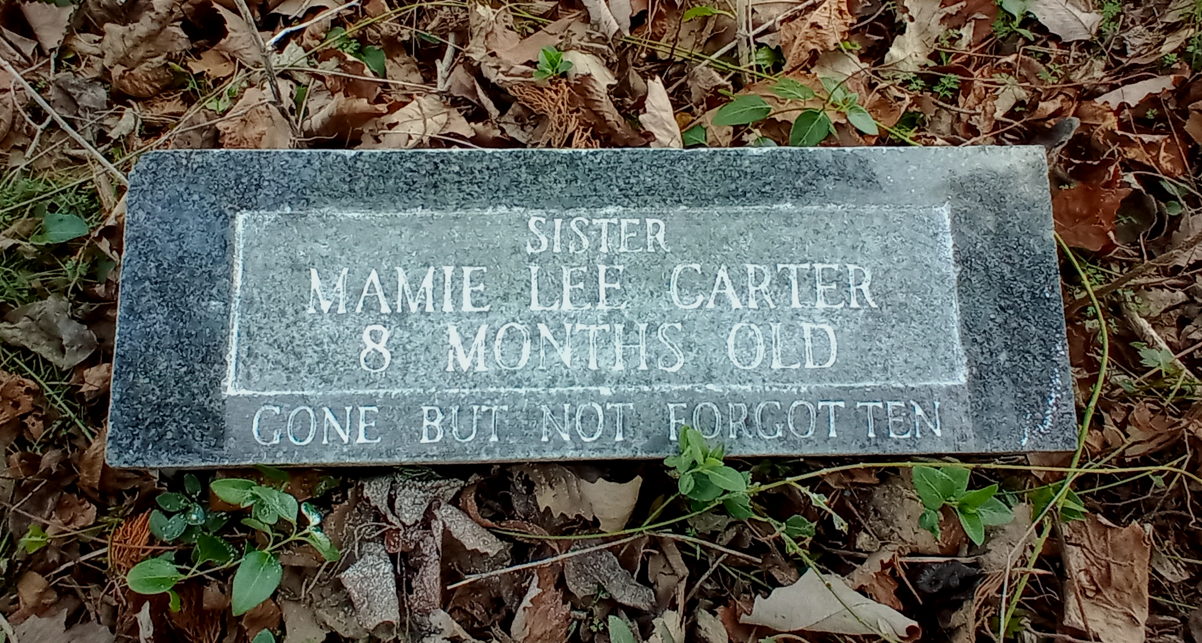 SISTER
MAMIE LEE CARTER
8 MONTHS OLD
GONE BUT NOT FORGOTTEN